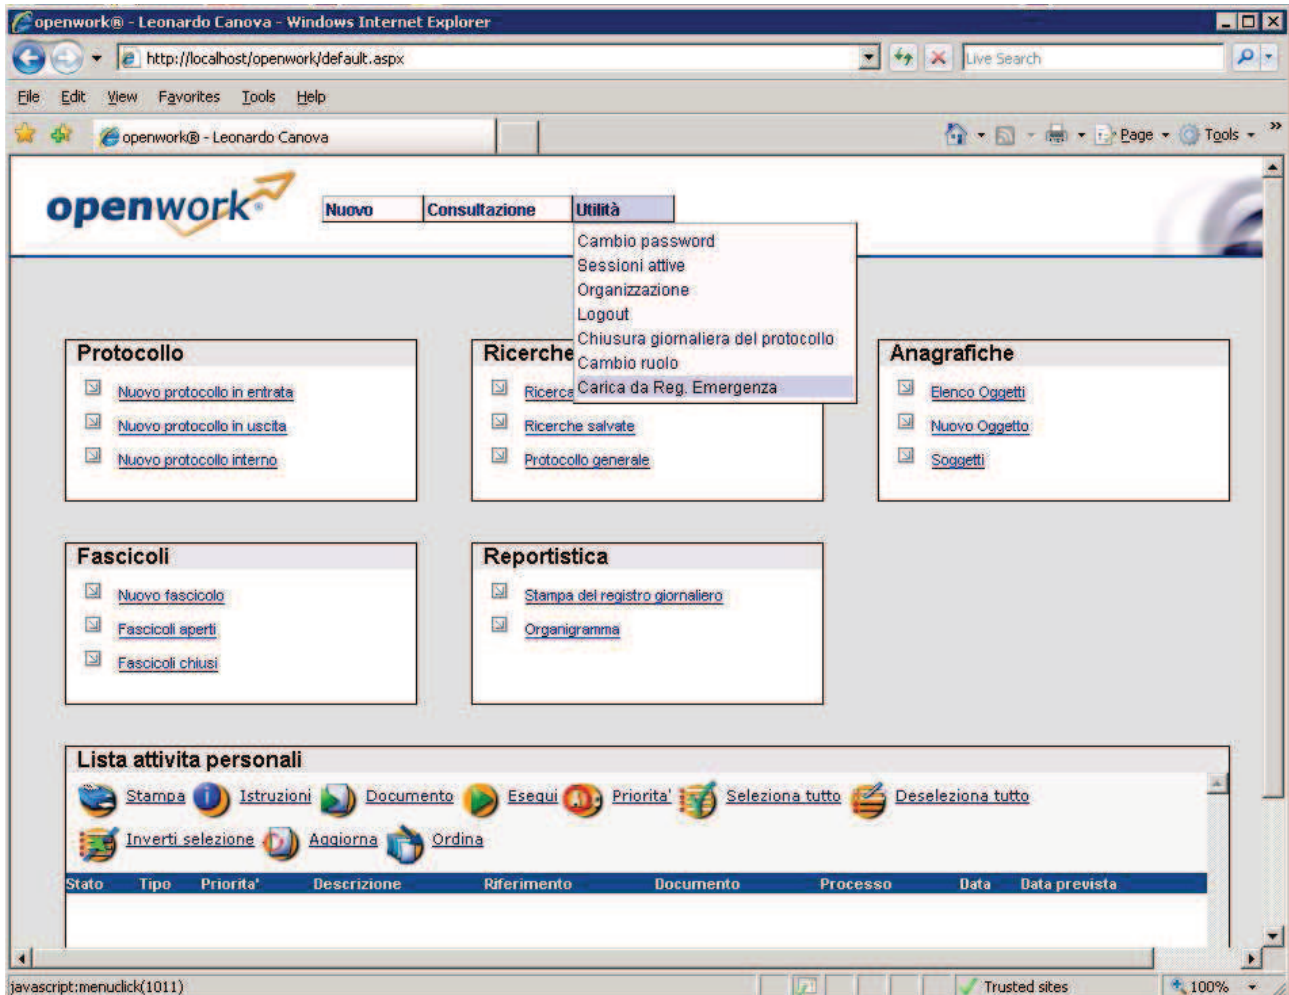 openwork® - Leonardo Canova - Windows Internet Explorer
http://localhost/openwork/default.aspx
Live Search
File Edit View Favorites Tools Help
openwork® - Leonardo Canova
Page Tools
openwork®
Nuovo Consultazione Utilità
Cambio password
Sessioni attive
Organizzazione
Logout
Chiusura giornaliera del protocollo
Cambio ruolo
Carica da Reg. Emergenza
Protocollo
Nuovo protocollo in entrata
Nuovo protocollo in uscita
Nuovo protocollo interno
Ricerche
Ricerca
Ricerche salvate
Protocollo generale
Anagrafiche
Elenco Oggetti
Nuovo Oggetto
Soggetti
Fascicoli
Nuovo fascicolo
Fascicoli aperti
Fascicoli chiusi
Reportistica
Stampa del registro giornaliero
Organigramma
Lista attivita personali
Stampa Istruzioni Documento Esegui Priorita' Seleziona tutto Deseleziona tutto
Inverti selezione Aggiorna Ordina
Stato Tipo Priorita' Descrizione Riferimento Documento Processo Data Data prevista
javascript:menuclick(1011)
Trusted sites
100%